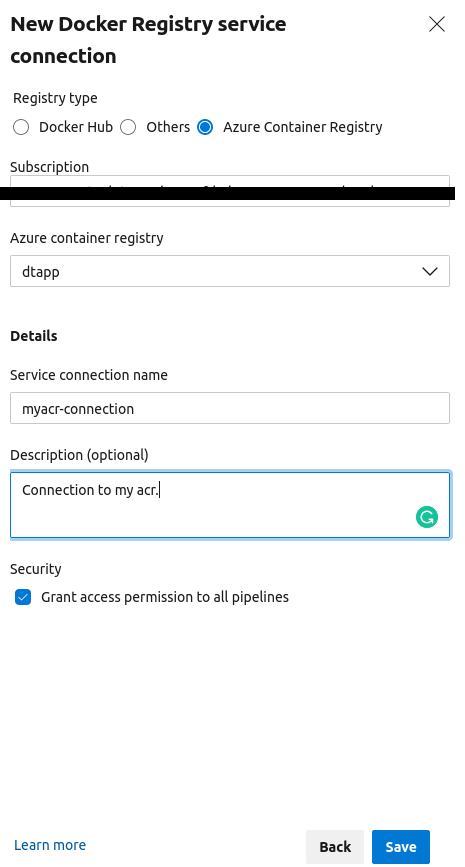 New Docker Registry service
connection
Registry type
Docker Hub Others Azure Container Registry
Subscription
Azure container registry
dtapp
Details
Service connection name
myacr-connection
Description (optional)
Connection to my acr.
Security
Grant access permission to all pipelines
Learn more Back Save